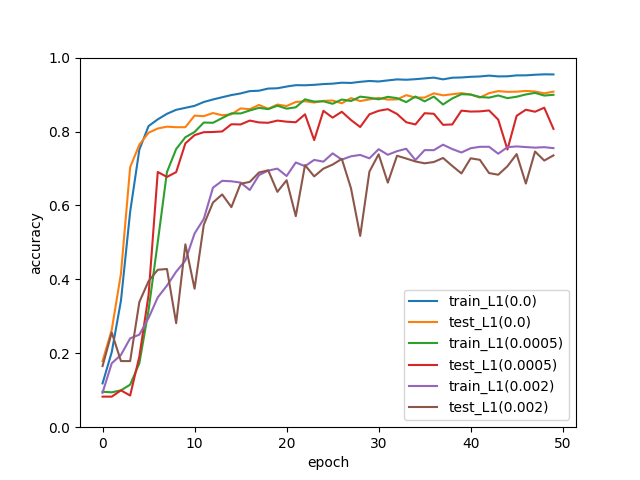 1.0
0.8
0.6
0.4
0.2
0.0
accuracy
0
10
20
30
40
50
epoch
train_L1(0.0)
test_L1(0.0)
train_L1(0.0005)
test_L1(0.0005)
train_L1(0.002)
test_L1(0.002)